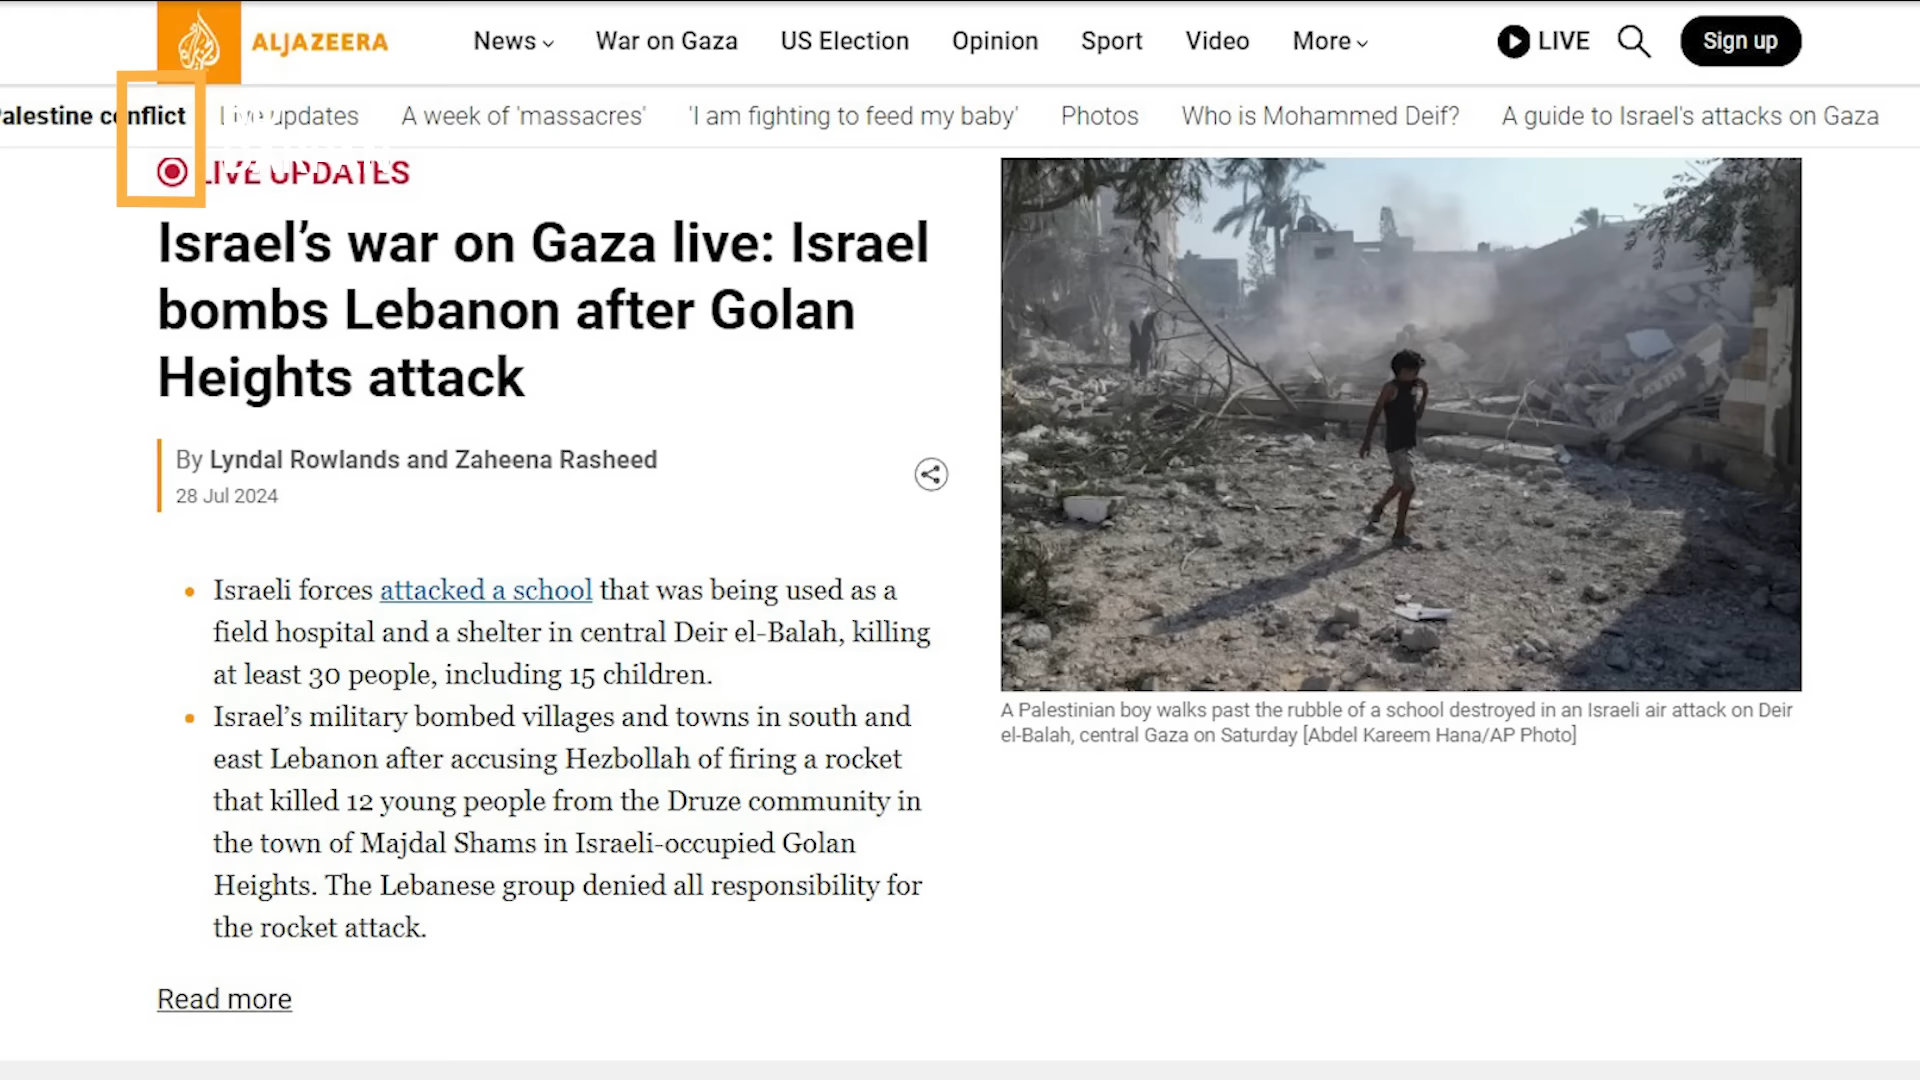 ALJAZEERA
News
War on Gaza
US Election
Opinion
Sport
Video
More
LIVE
Sign up
alestine conflict
Live updates
A week of 'massacres'
'I am fighting to feed my baby'
Photos
Who is Mohammed Deif?
A guide to Israel's attacks on Gaza
LIVE UPDATES
Israel’s war on Gaza live: Israel
bombs Lebanon after Golan
Heights attack
By Lyndal Rowlands and Zaheena Rasheed
28 Jul 2024
Israeli forces attacked a school that was being used as a
field hospital and a shelter in central Deir el-Balah, killing
at least 30 people, including 15 children.
Israel’s military bombed villages and towns in south and
east Lebanon after accusing Hezbollah of firing a rocket
that killed 12 young people from the Druze community in
the town of Majdal Shams in Israeli-occupied Golan
Heights. The Lebanese group denied all responsibility for
the rocket attack.
Read more
A Palestinian boy walks past the rubble of a school destroyed in an Israeli air attack on Deir
el-Balah, central Gaza on Saturday [Abdel Kareem Hana/AP Photo]